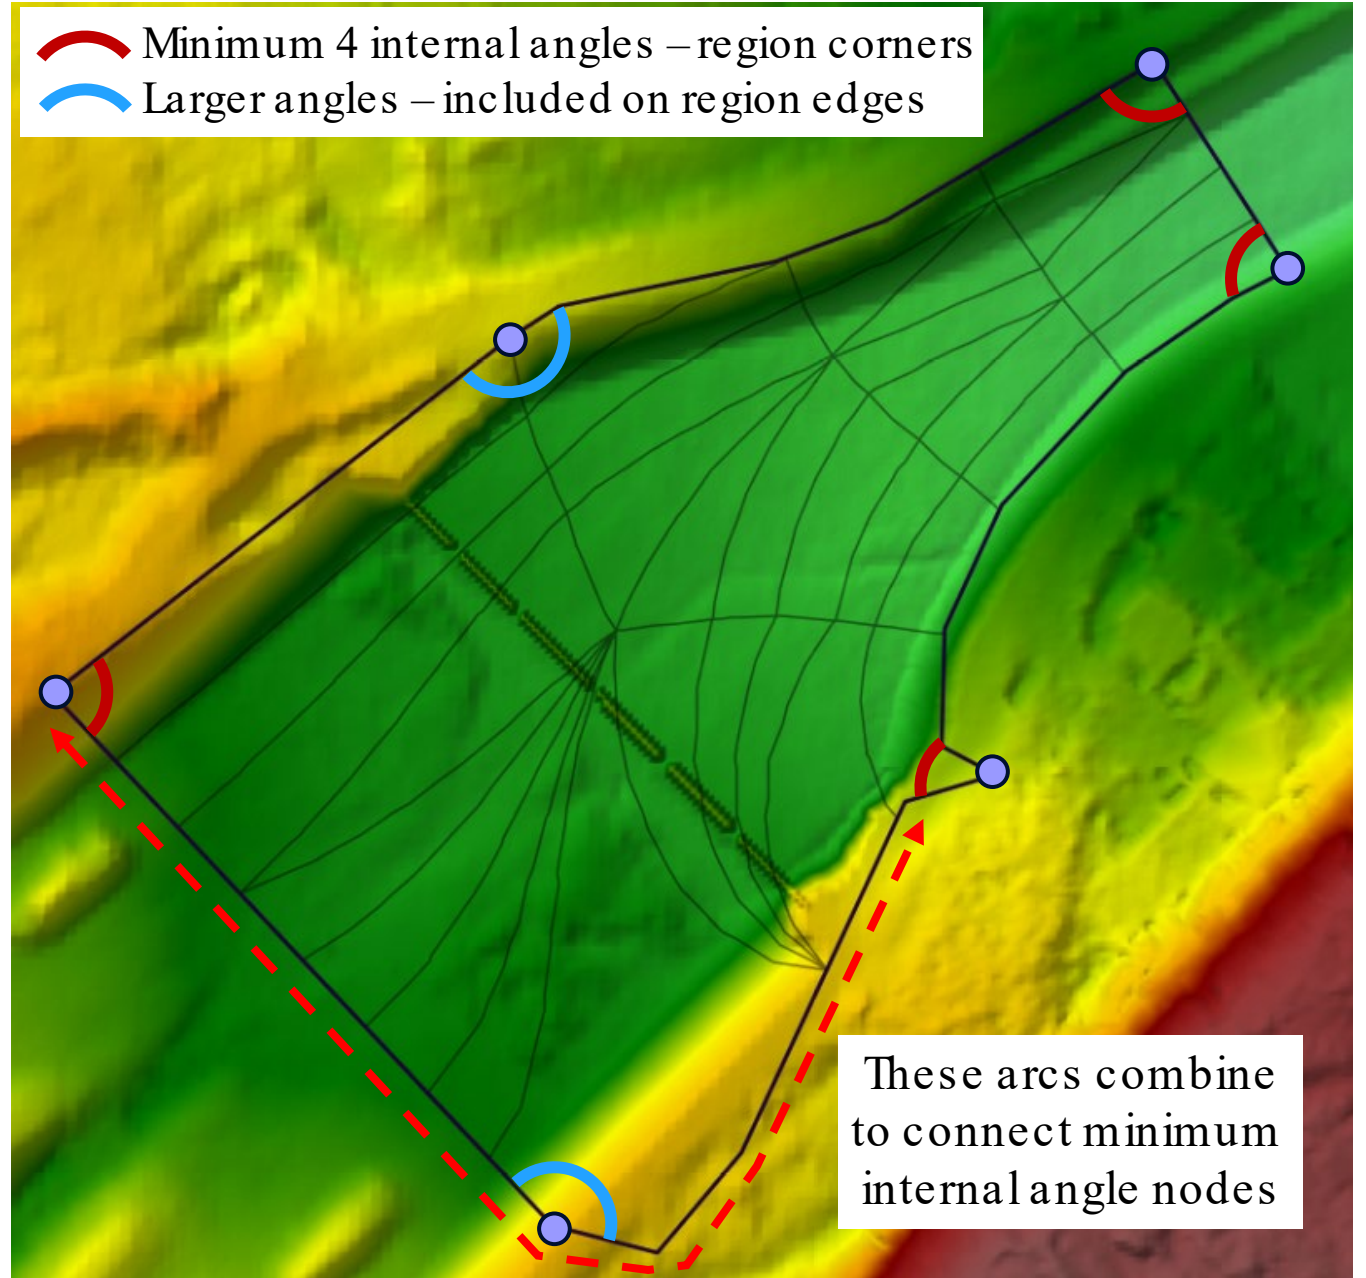 Minimum 4 internal angles – region corners
Larger angles – included on region edges
These arcs combine
to connect minimum
internal angle nodes